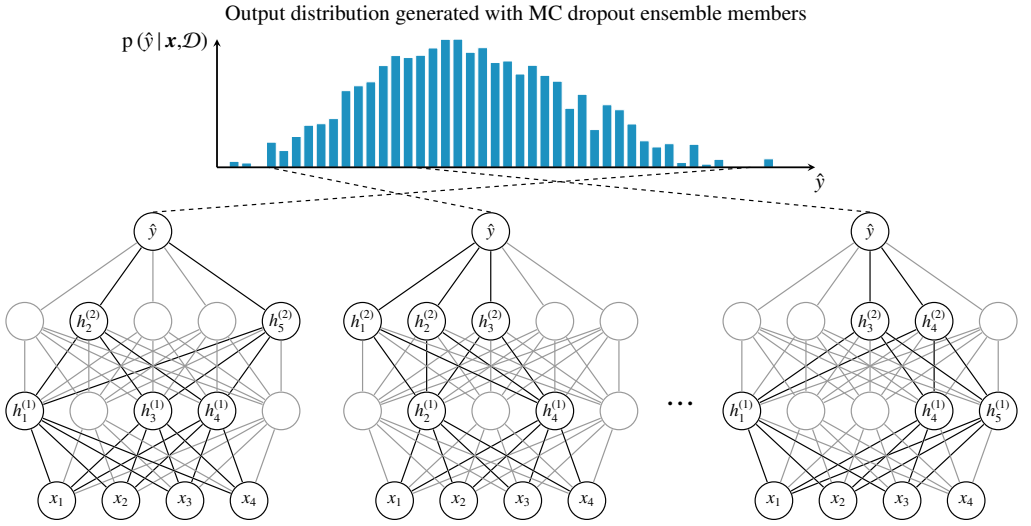 Output distribution generated with MC dropout ensemble members
p (ŷ | x,𝒟)
ŷ
ŷ ŷ ŷ
h₂⁽²⁾ h₅⁽²⁾ h₁⁽²⁾ h₂⁽²⁾ h₃⁽²⁾ h₃⁽²⁾ h₄⁽²⁾
h₁⁽¹⁾ h₃⁽¹⁾ h₄⁽¹⁾ h₂⁽¹⁾ h₄⁽¹⁾ ... h₁⁽¹⁾ h₄⁽¹⁾ h₅⁽¹⁾
x₁ x₂ x₃ x₄ x₁ x₂ x₃ x₄ x₁ x₂ x₃ x₄